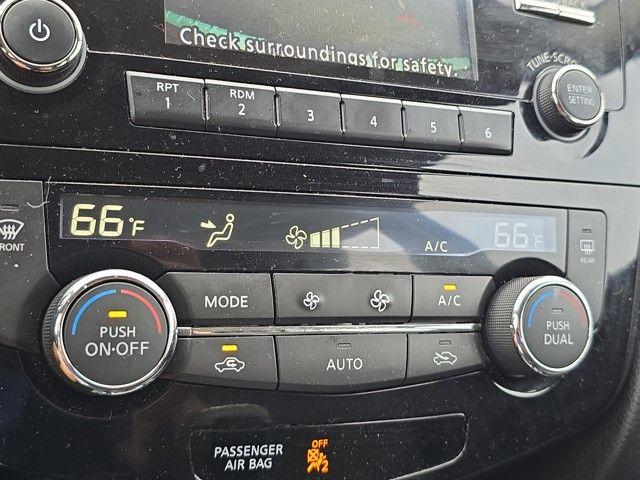 Check surroundings for safety.
TUNE·SCROLL
RPT
1
RDM
2
3
4
5
6
ENTER
SETTING
66°F
A/C
66°F
FRONT
REAR
PUSH
ON·OFF
MODE
A/C
AUTO
PUSH
DUAL
PASSENGER
AIR BAG
OFF
2